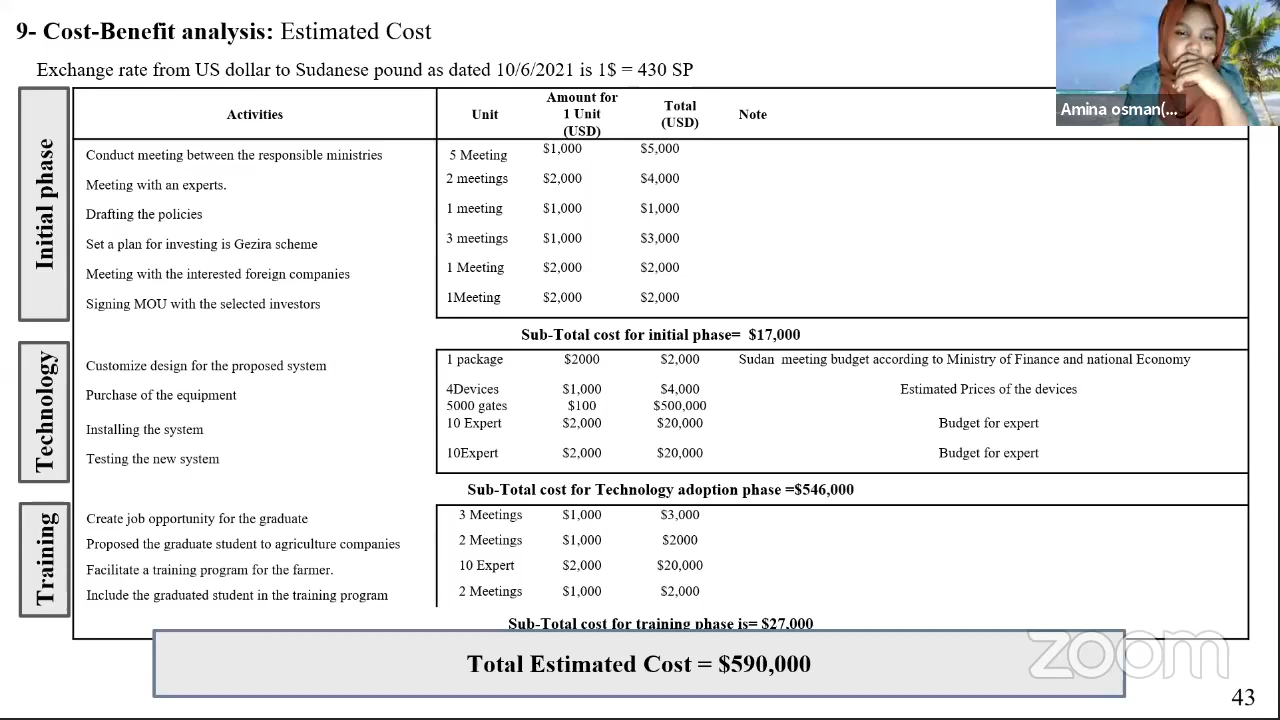 9- Cost-Benefit analysis: Estimated Cost
Exchange rate from US dollar to Sudanese pound as dated 10/6/2021 is 1$ = 430 SP
Amina osman(...
Activities Unit Amount for 1 Unit (USD) Total (USD) Note
Initial phase
Conduct meeting between the responsible ministries 5 Meeting $1,000 $5,000
Meeting with an experts. 2 meetings $2,000 $4,000
Drafting the policies 1 meeting $1,000 $1,000
Set a plan for investing is Gezira scheme 3 meetings $1,000 $3,000
Meeting with the interested foreign companies 1 Meeting $2,000 $2,000
Signing MOU with the selected investors 1Meeting $2,000 $2,000
Sub-Total cost for initial phase= $17,000
Technology
Customize design for the proposed system 1 package $2000 $2,000 Sudan meeting budget according to Ministry of Finance and national Economy
Purchase of the equipment 4Devices $1,000 $4,000 Estimated Prices of the devices
5000 gates $100 $500,000
Installing the system 10 Expert $2,000 $20,000 Budget for expert
Testing the new system 10Expert $2,000 $20,000 Budget for expert
Sub-Total cost for Technology adoption phase =$546,000
Training
Create job opportunity for the graduate 3 Meetings $1,000 $3,000
Proposed the graduate student to agriculture companies 2 Meetings $1,000 $2000
Facilitate a training program for the farmer. 10 Expert $2,000 $20,000
Include the graduated student in the training program 2 Meetings $1,000 $2,000
Sub-Total cost for training phase is= $27,000
Total Estimated Cost = $590,000
zoom
43